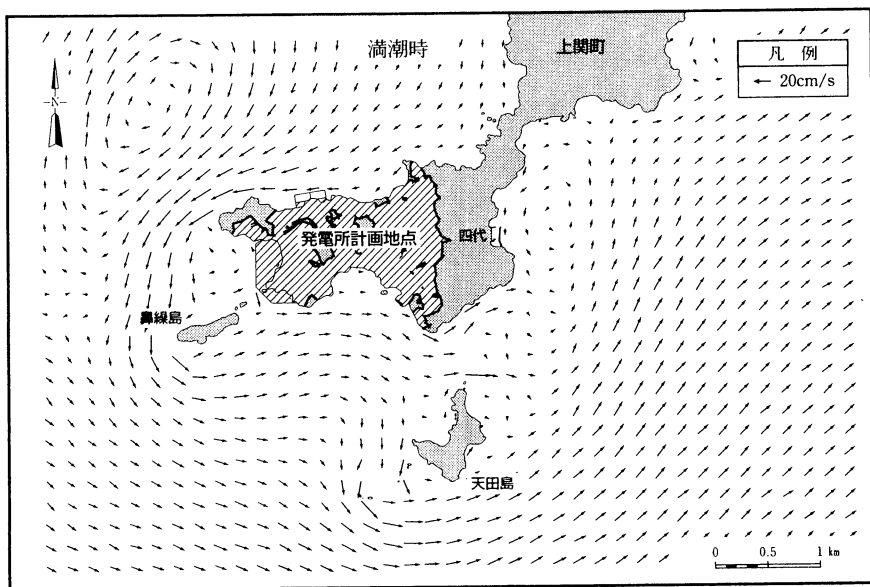 満潮時
上関町
凡例
20cm/s
N
発電所計画地点
四代
鼻繰島
天田島
0 0.5 1 km